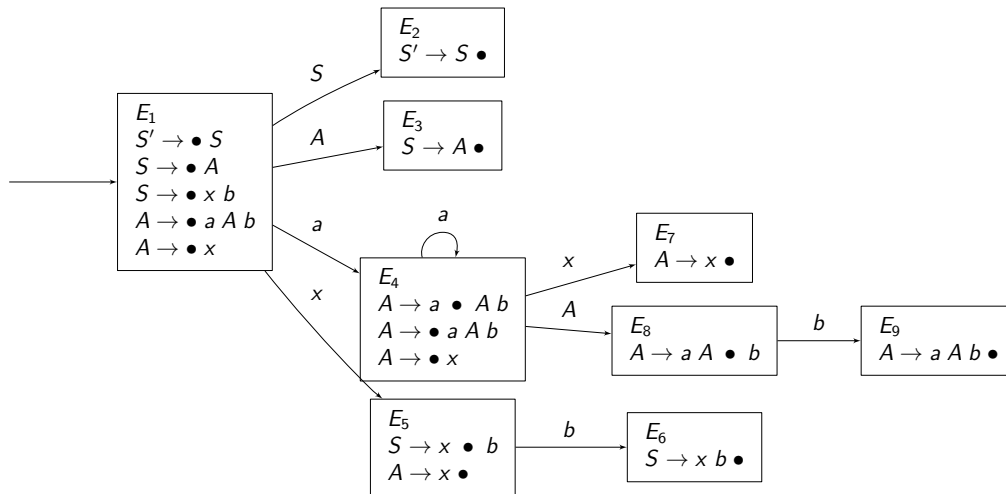 E₂
S′ → S •
S
E₁
S′ → • S
S → • A
S → • x b
A → • a A b
A → • x
A
E₃
S → A •
a
a
x
E₄
A → a • A b
A → • a A b
A → • x
x
E₇
A → x •
A
E₈
A → a A • b
b
E₉
A → a A b •
E₅
S → x • b
A → x •
b
E₆
S → x b •